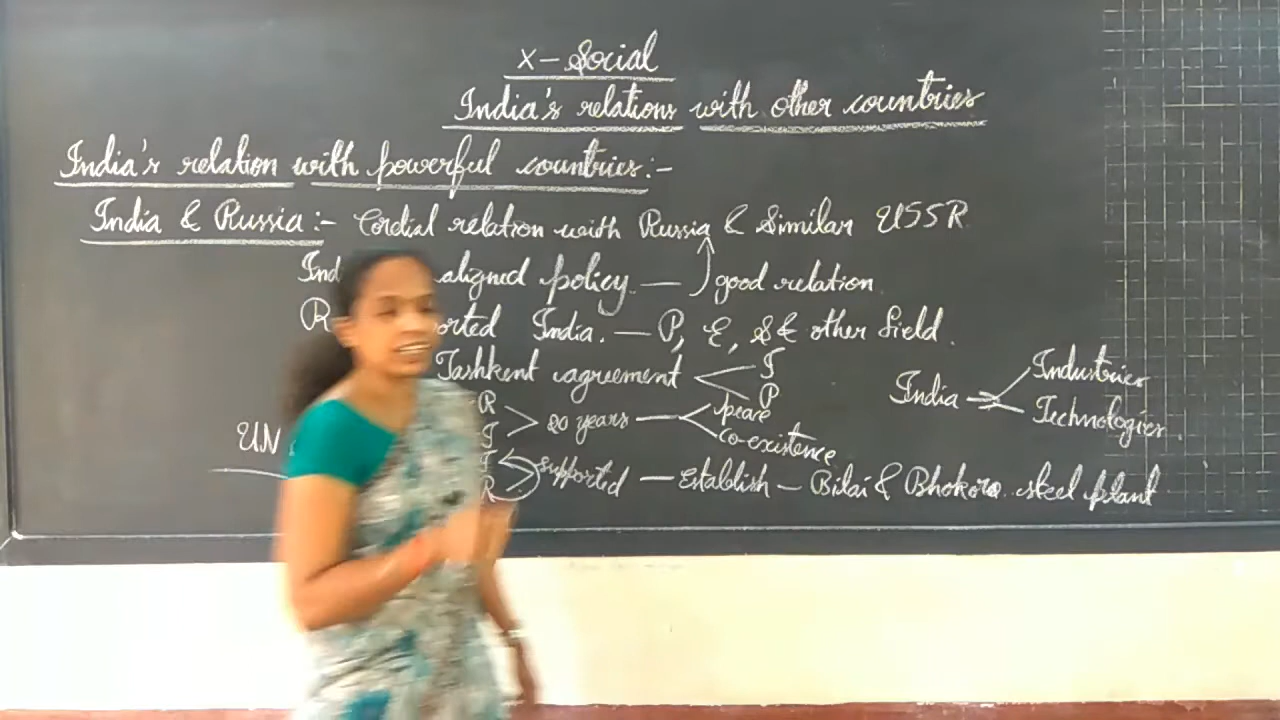 X - Social
India's relations with other countries
India's relation with powerful countries :-
India & Russia :- Cordial relation with Russia & Similar USSR
Ind aligned policy — good relation
R orted India. — P, E, S & other field.
Tashkent agreement I P
India Industries Technologies.
R I 20 years — peace co-existence
UN
I R supported — Establish - Bilai & Bhokoro steel plant